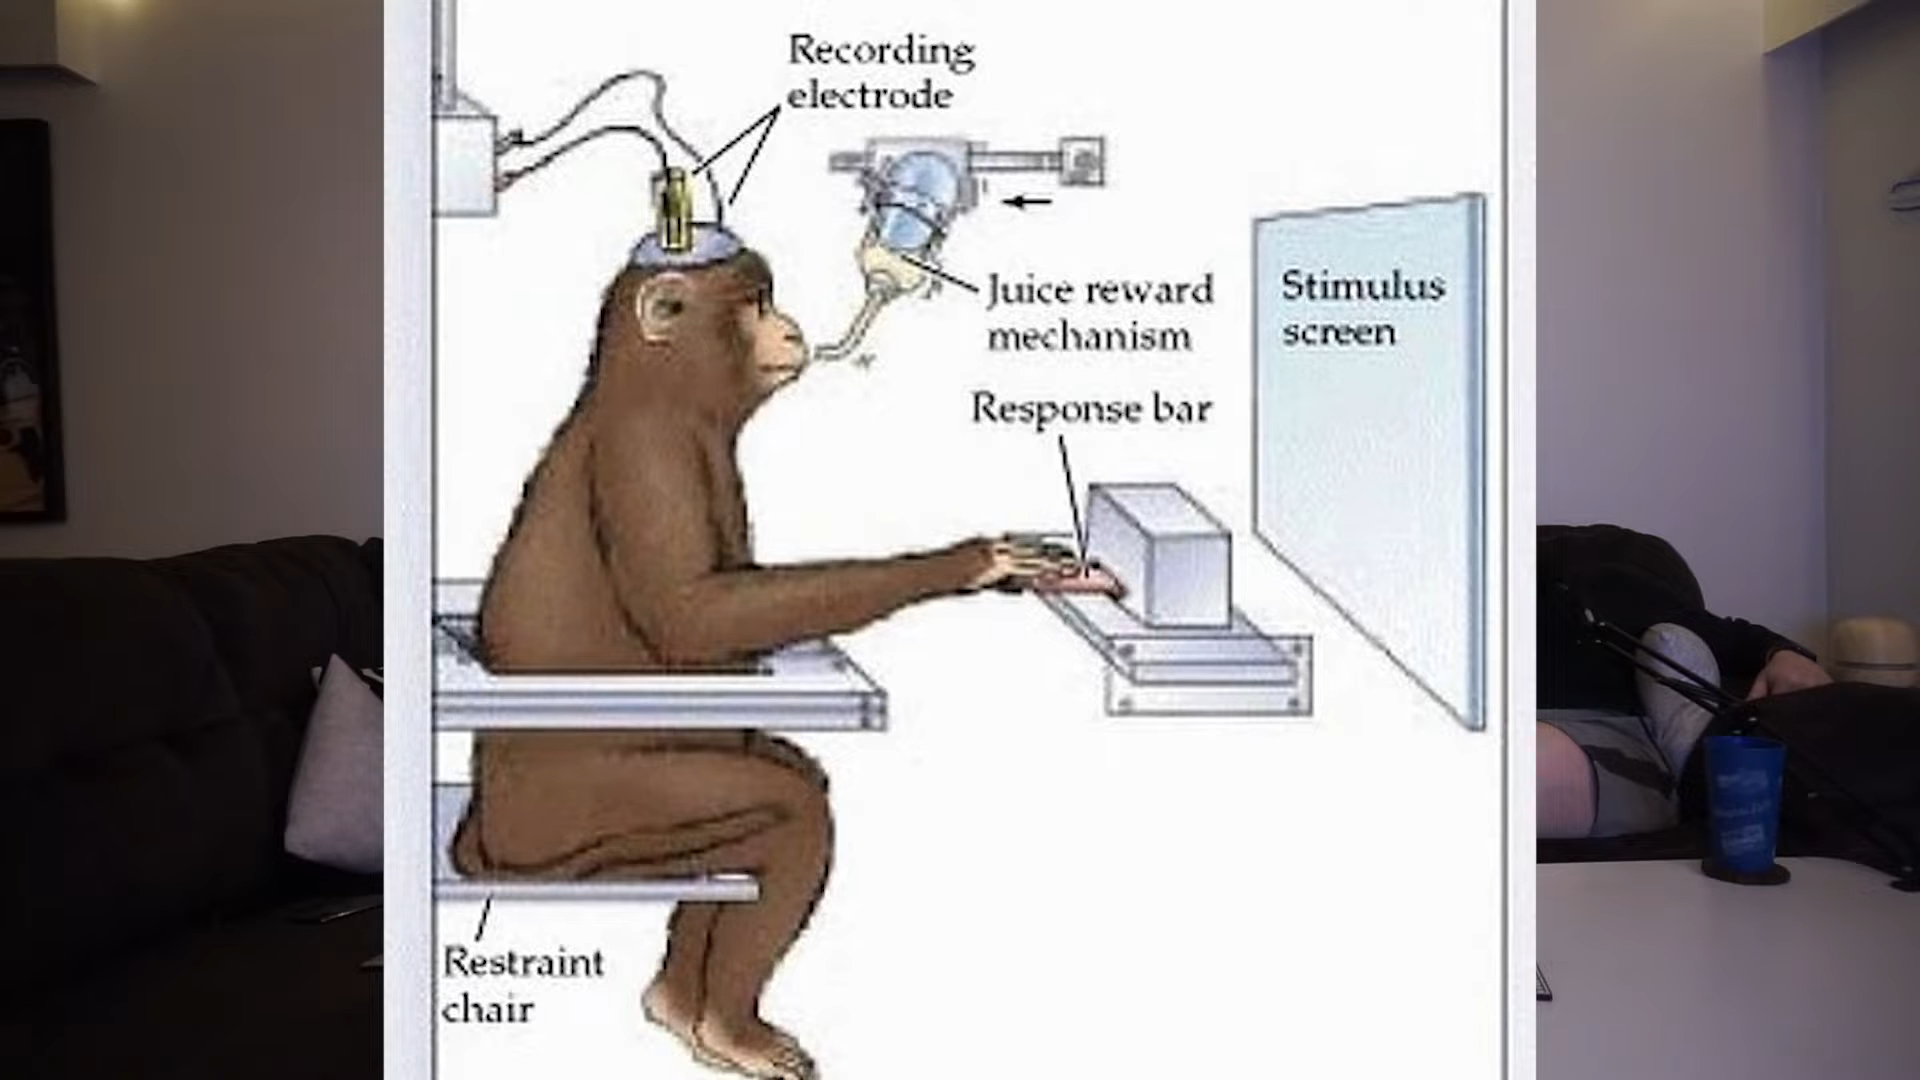 Recording
electrode
Juice reward
mechanism
Stimulus
screen
Response bar
Restraint
chair